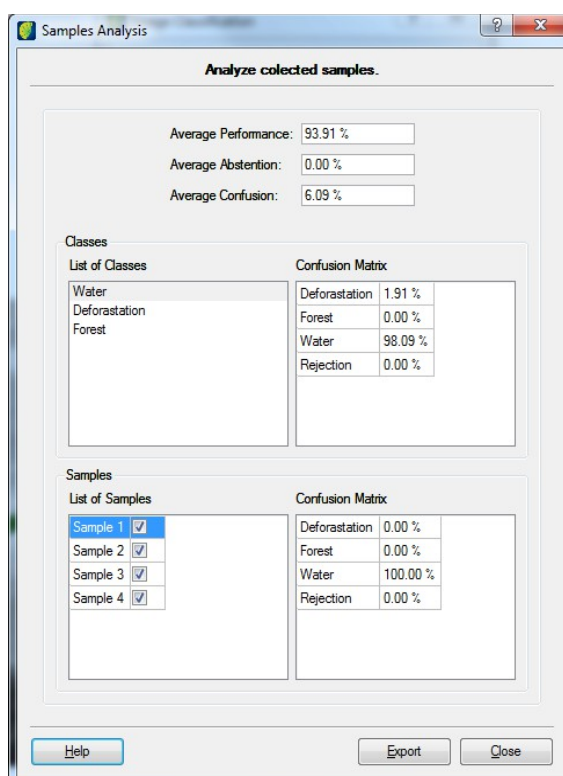 Samples Analysis
Analyze colected samples.
Average Performance: 93.91 %
Average Abstention: 0.00 %
Average Confusion: 6.09 %
Classes
List of Classes
Water
Deforastation
Forest
Confusion Matrix
Deforastation 1.91 %
Forest 0.00 %
Water 98.09 %
Rejection 0.00 %
Samples
List of Samples
Sample 1
Sample 2
Sample 3
Sample 4
Confusion Matrix
Deforastation 0.00 %
Forest 0.00 %
Water 100.00 %
Rejection 0.00 %
Help Export Close